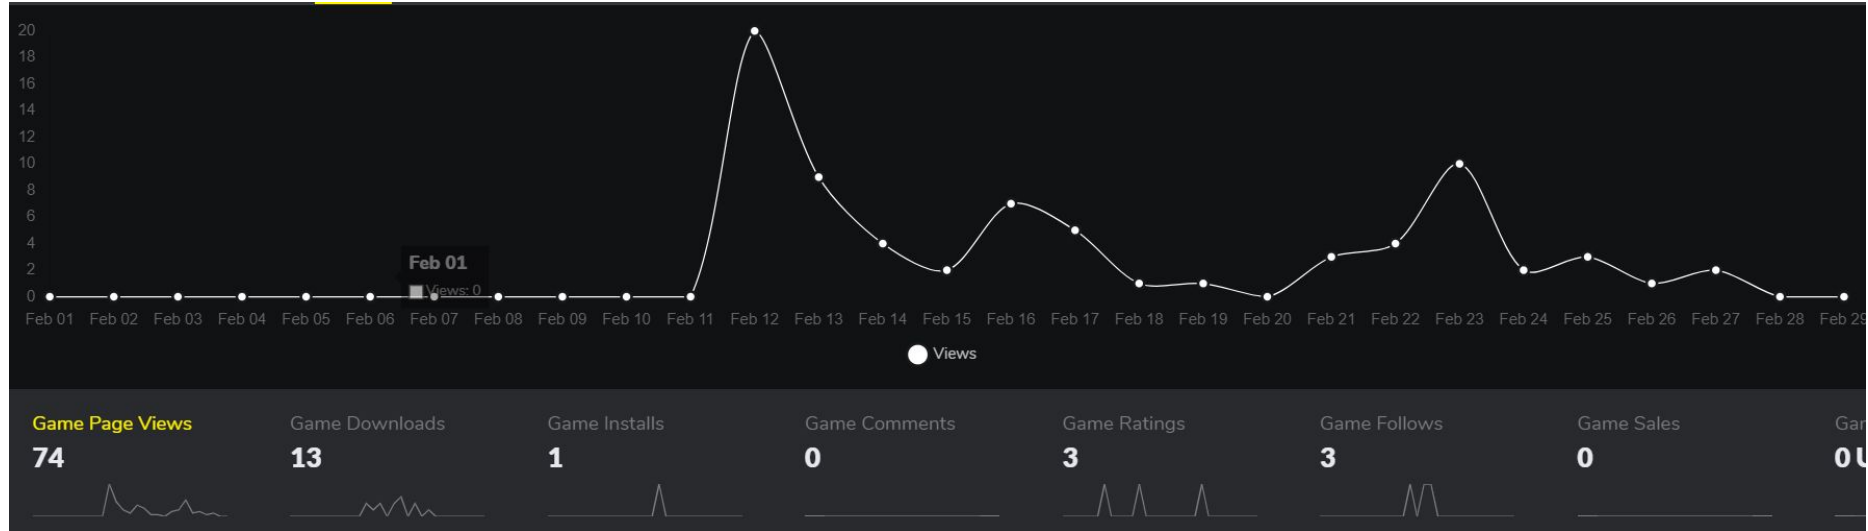 20
18
16
14
12
10
8
6
4
2
0
Feb 01
Views: 0
Feb 01 Feb 02 Feb 03 Feb 04 Feb 05 Feb 06 Feb 07 Feb 08 Feb 09 Feb 10 Feb 11 Feb 12 Feb 13 Feb 14 Feb 15 Feb 16 Feb 17 Feb 18 Feb 19 Feb 20 Feb 21 Feb 22 Feb 23 Feb 24 Feb 25 Feb 26 Feb 27 Feb 28 Feb 29
Views
Game Page Views Game Downloads Game Installs Game Comments Game Ratings Game Follows Game Sales Gar
74 13 1 0 3 3 0 0 U